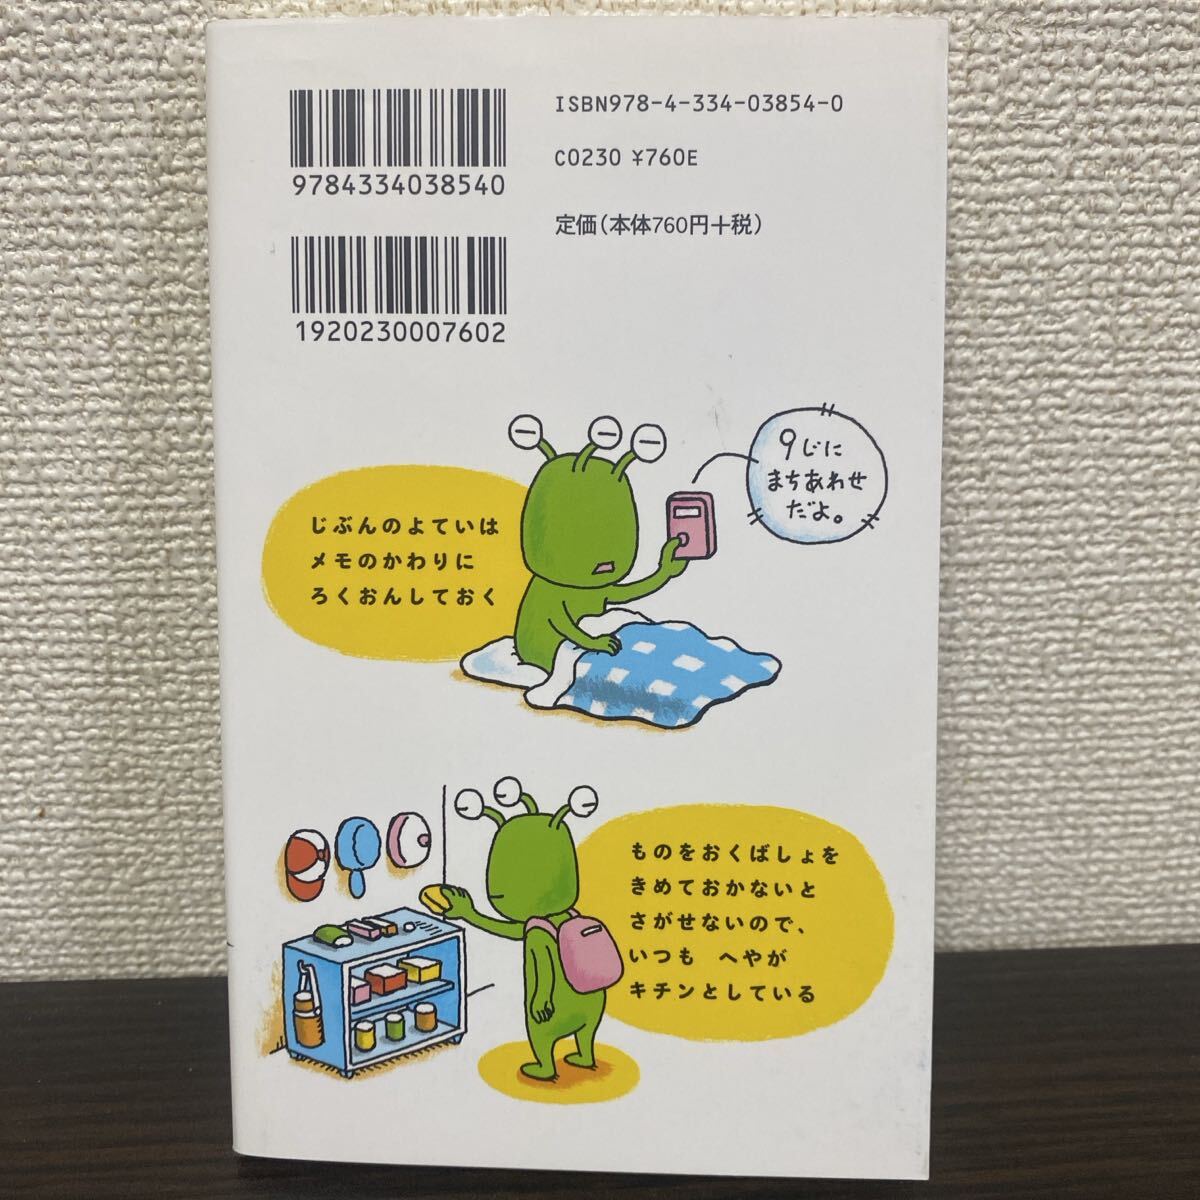 ISBN978-4-334-03854-0
C0230 ¥760E
9784334038540
定価(本体760円+税)
1920230007602
9じに
まちあわせ
だよ。
じぶんのよていは
メモのかわりに
ろくおんしておく
ものをおくばしょを
きめておかないと
さがせないので、
いつも　へやが
キチンとしている